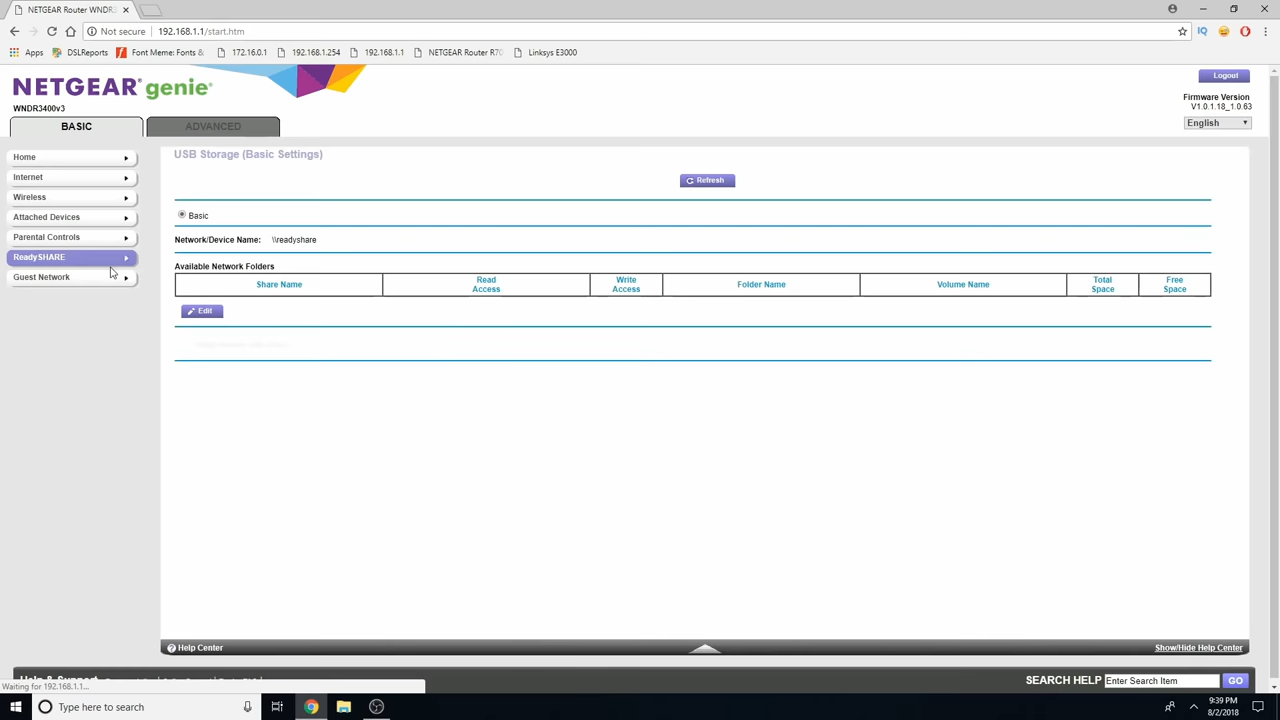 NETGEAR Router WNDR3
Not secure 192.168.1.1/start.htm
Apps DSLReports Font Meme: Fonts & 172.16.0.1 192.168.1.254 192.168.1.1 NETGEAR Router R70 Linksys E3000
NETGEAR genie
Logout
WNDR3400v3
Firmware Version
V1.0.1.18_1.0.63
English
BASIC ADVANCED
Home
Internet
Wireless
Attached Devices
Parental Controls
ReadySHARE
Guest Network
USB Storage (Basic Settings)
Refresh
Basic
Network/Device Name: \\readyshare
Available Network Folders
Share Name Read Access Write Access Folder Name Volume Name Total Space Free Space
Edit
Help Center Show/Hide Help Center
Help & Support
SEARCH HELP Enter Search Item GO
Waiting for 192.168.1.1...
Type here to search
9:39 PM
8/2/2018